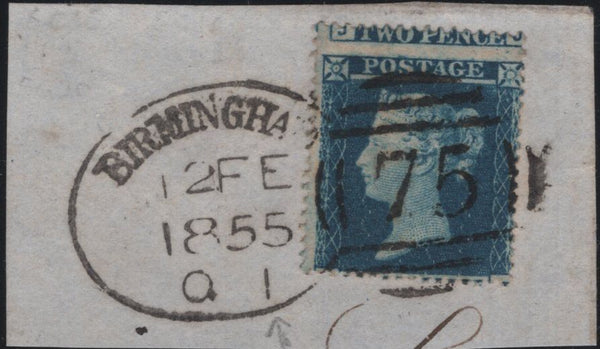 E TWO PENCE
POSTAGE
BIRMINGHA
12 FE
1855
Q 1
75